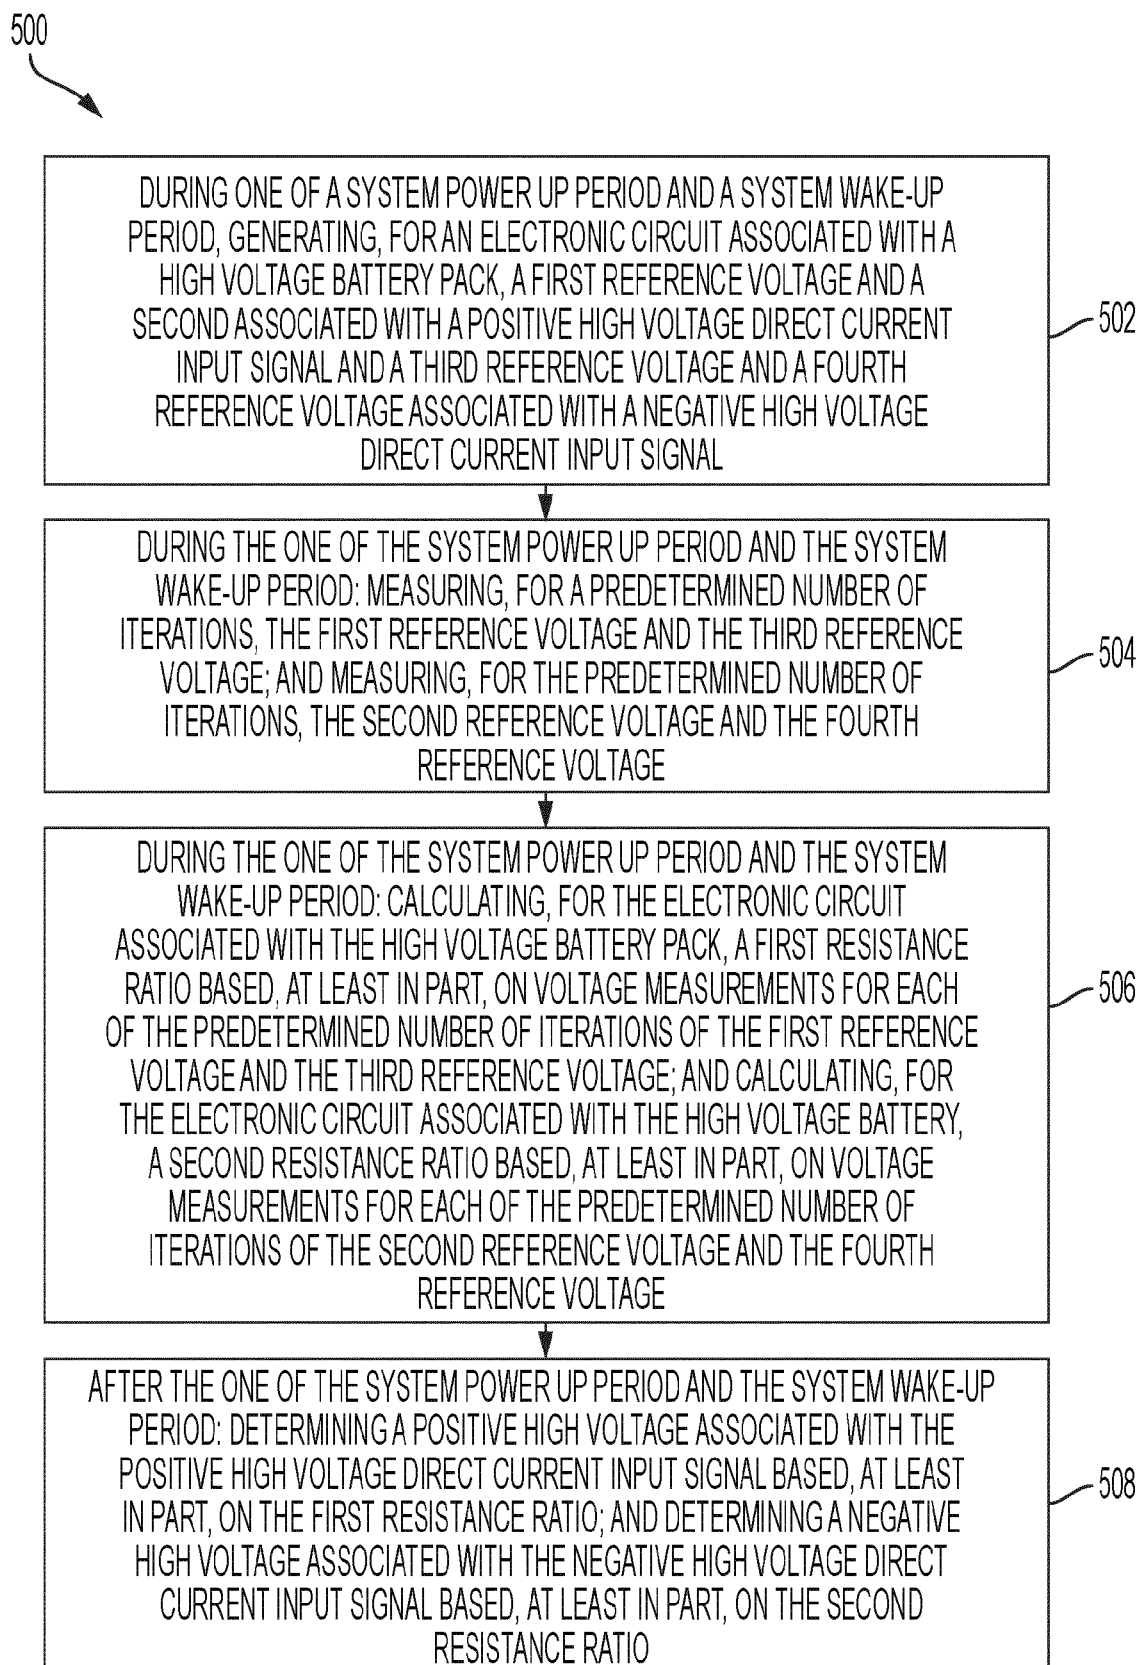 500
DURING ONE OF A SYSTEM POWER UP PERIOD AND A SYSTEM WAKE-UP
PERIOD, GENERATING, FOR AN ELECTRONIC CIRCUIT ASSOCIATED WITH A
HIGH VOLTAGE BATTERY PACK, A FIRST REFERENCE VOLTAGE AND A
SECOND ASSOCIATED WITH A POSITIVE HIGH VOLTAGE DIRECT CURRENT
INPUT SIGNAL AND A THIRD REFERENCE VOLTAGE AND A FOURTH
REFERENCE VOLTAGE ASSOCIATED WITH A NEGATIVE HIGH VOLTAGE
DIRECT CURRENT INPUT SIGNAL
502
DURING THE ONE OF THE SYSTEM POWER UP PERIOD AND THE SYSTEM
WAKE-UP PERIOD: MEASURING, FOR A PREDETERMINED NUMBER OF
ITERATIONS, THE FIRST REFERENCE VOLTAGE AND THE THIRD REFERENCE
VOLTAGE; AND MEASURING, FOR THE PREDETERMINED NUMBER OF
ITERATIONS, THE SECOND REFERENCE VOLTAGE AND THE FOURTH
REFERENCE VOLTAGE
504
DURING THE ONE OF THE SYSTEM POWER UP PERIOD AND THE SYSTEM
WAKE-UP PERIOD: CALCULATING, FOR THE ELECTRONIC CIRCUIT
ASSOCIATED WITH THE HIGH VOLTAGE BATTERY PACK, A FIRST RESISTANCE
RATIO BASED, AT LEAST IN PART, ON VOLTAGE MEASUREMENTS FOR EACH
OF THE PREDETERMINED NUMBER OF ITERATIONS OF THE FIRST REFERENCE
VOLTAGE AND THE THIRD REFERENCE VOLTAGE; AND CALCULATING, FOR
THE ELECTRONIC CIRCUIT ASSOCIATED WITH THE HIGH VOLTAGE BATTERY,
A SECOND RESISTANCE RATIO BASED, AT LEAST IN PART, ON VOLTAGE
MEASUREMENTS FOR EACH OF THE PREDETERMINED NUMBER OF
ITERATIONS OF THE SECOND REFERENCE VOLTAGE AND THE FOURTH
REFERENCE VOLTAGE
506
AFTER THE ONE OF THE SYSTEM POWER UP PERIOD AND THE SYSTEM WAKE-UP
PERIOD: DETERMINING A POSITIVE HIGH VOLTAGE ASSOCIATED WITH THE
POSITIVE HIGH VOLTAGE DIRECT CURRENT INPUT SIGNAL BASED, AT LEAST
IN PART, ON THE FIRST RESISTANCE RATIO; AND DETERMINING A NEGATIVE
HIGH VOLTAGE ASSOCIATED WITH THE NEGATIVE HIGH VOLTAGE DIRECT
CURRENT INPUT SIGNAL BASED, AT LEAST IN PART, ON THE SECOND
RESISTANCE RATIO
508